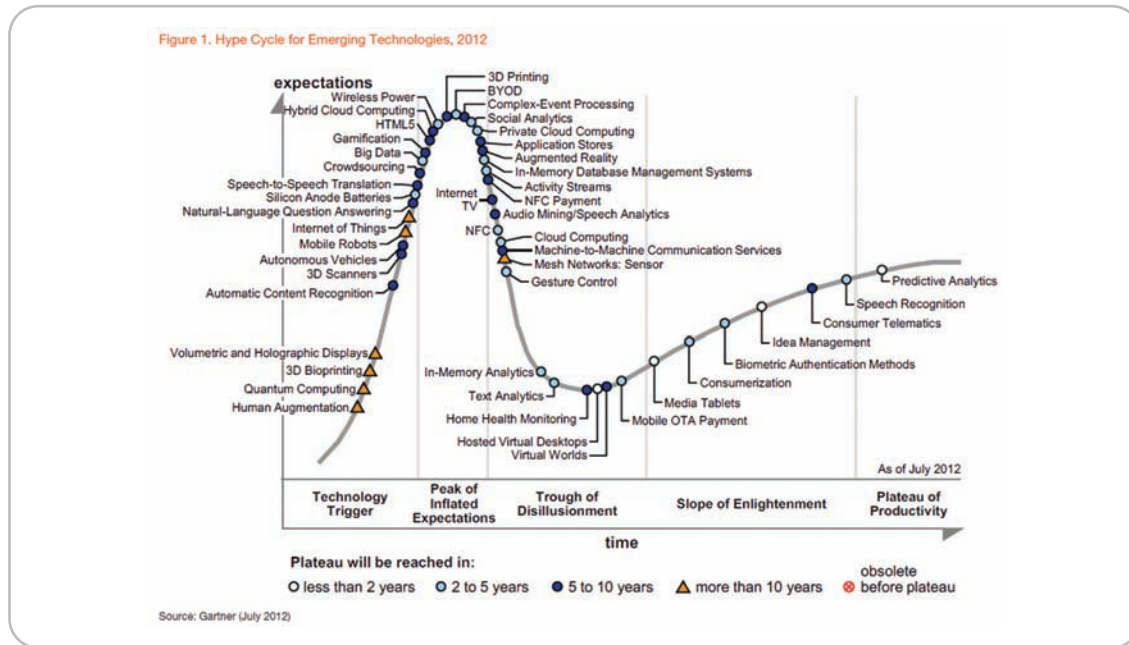 Figure 1. Hype Cycle for Emerging Technologies, 2012
expectations
3D Printing
BYOD
Complex-Event Processing
Social Analytics
Private Cloud Computing
Application Stores
Augmented Reality
In-Memory Database Management Systems
Activity Streams
NFC Payment
Internet
TV
Audio Mining/Speech Analytics
NFC
Cloud Computing
Machine-to-Machine Communication Services
Mesh Networks: Sensor
Gesture Control
Wireless Power
Hybrid Cloud Computing
HTML5
Gamification
Big Data
Crowdsourcing
Speech-to-Speech Translation
Silicon Anode Batteries
Natural-Language Question Answering
Internet of Things
Mobile Robots
Autonomous Vehicles
3D Scanners
Automatic Content Recognition
Volumetric and Holographic Displays
3D Bioprinting
Quantum Computing
Human Augmentation
In-Memory Analytics
Text Analytics
Home Health Monitoring
Hosted Virtual Desktops
Virtual Worlds
Mobile OTA Payment
Media Tablets
Consumerization
Biometric Authentication Methods
Idea Management
Consumer Telematics
Speech Recognition
Predictive Analytics
As of July 2012
Technology
Trigger
Peak of
Inflated
Expectations
Trough of
Disillusionment
Slope of Enlightenment
Plateau of
Productivity
time
Plateau will be reached in:
less than 2 years
2 to 5 years
5 to 10 years
more than 10 years
obsolete
before plateau
Source: Gartner (July 2012)